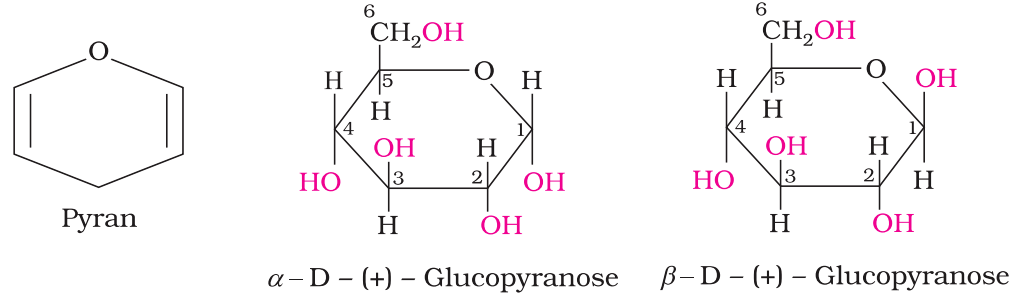 O
Pyran
6
CH2OH
H
5
O
H
H
4
OH
H
1
HO
3
2
OH
H
OH
α – D – (+) – Glucopyranose
6
CH2OH
H
5
O
OH
H
4
OH
H
1
HO
3
2
H
H
OH
β – D – (+) – Glucopyranose